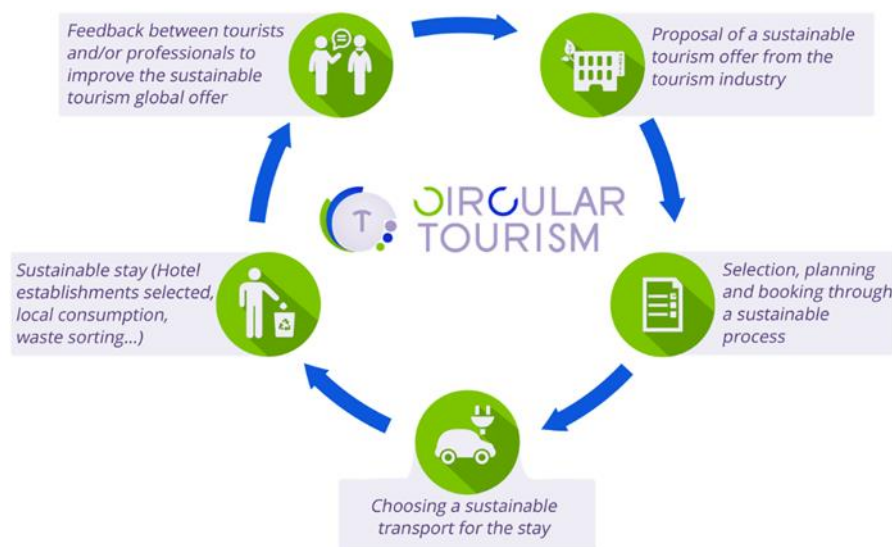 Feedback between tourists
and/or professionals to
improve the sustainable
tourism global offer
Proposal of a sustainable
tourism offer from the
tourism industry
T
CIRCULAR
TOURISM
Selection, planning
and booking through
a sustainable
process
Choosing a sustainable
transport for the stay
Sustainable stay (Hotel
establishments selected,
local consumption,
waste sorting...)